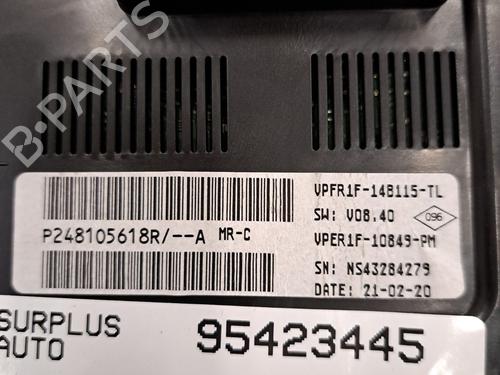 B-PARTS
VPFR1F-14B115-TL
SW: V08.40
096
P248105618R/--A MR-C
VPER1F-10849-PM
SN: NS43284279
DATE: 21-02-20
SURPLUS
AUTO
95423445